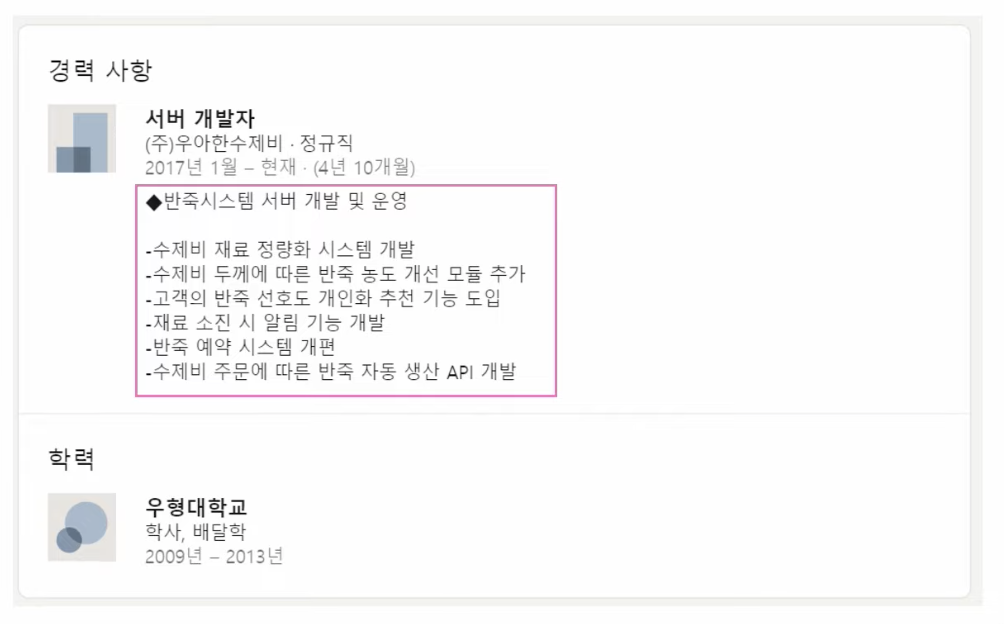 경력 사항
서버 개발자
(주)우아한수제비 · 정규직
2017년 1월 – 현재 · (4년 10개월)
◆반죽시스템 서버 개발 및 운영
-수제비 재료 정량화 시스템 개발
-수제비 두께에 따른 반죽 농도 개선 모듈 추가
-고객의 반죽 선호도 개인화 추천 기능 도입
-재료 소진 시 알림 기능 개발
-반죽 예약 시스템 개편
-수제비 주문에 따른 반죽 자동 생산 API 개발
학력
우형대학교
학사, 배달학
2009년 – 2013년